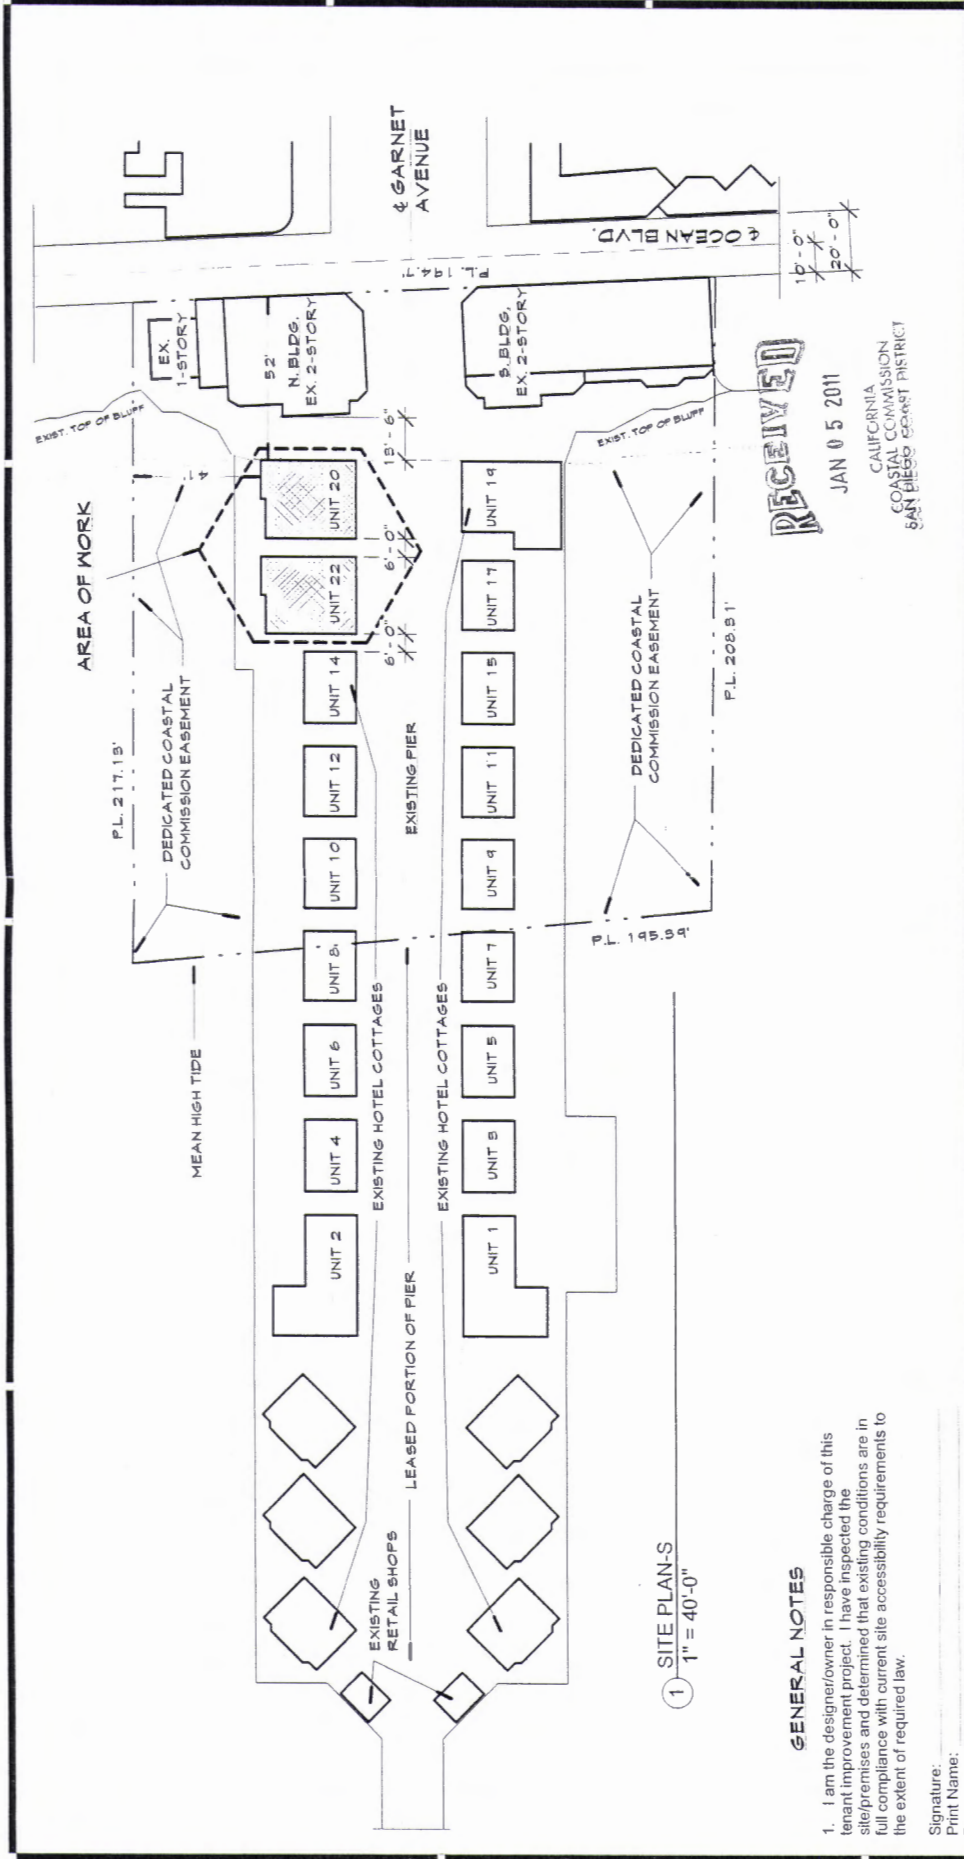 AREA OF WORK
¢ GARNET
AVENUE
¢ OCEAN BLVD.
P.L. 194.7'
EX.
1-STORY
52'
N. BLDG.
EX. 2-STORY
S. BLDG.
EX. 2-STORY
10'-0"
20'-0"
EXIST. TOP OF BLUFF
EXIST. TOP OF BLUFF
41'
15'-6"
6'-0"
6'-0"
UNIT 20
UNIT 22
UNIT 14
UNIT 12
UNIT 10
UNIT 8
UNIT 6
UNIT 4
UNIT 2
UNIT 19
UNIT 17
UNIT 15
UNIT 11
UNIT 9
UNIT 7
UNIT 5
UNIT 3
UNIT 1
P.L. 217.13'
DEDICATED COASTAL
COMMISSION EASEMENT
MEAN HIGH TIDE
EXISTING PIER
EXISTING HOTEL COTTAGES
EXISTING HOTEL COTTAGES
LEASED PORTION OF PIER
EXISTING
RETAIL SHOPS
DEDICATED COASTAL
COMMISSION EASEMENT
P.L. 208.31'
P.L. 195.39'
RECEIVED
JAN 05 2011
CALIFORNIA
COASTAL COMMISSION
SAN DIEGO COAST DISTRICT
1 SITE PLAN-S
1" = 40'-0"
GENERAL NOTES
1. I am the designer/owner in responsible charge of this
tenant improvement project. I have inspected the
site/premises and determined that existing conditions are in
full compliance with current site accessibility requirements to
the extent of required law.
Signature:
Print Name: